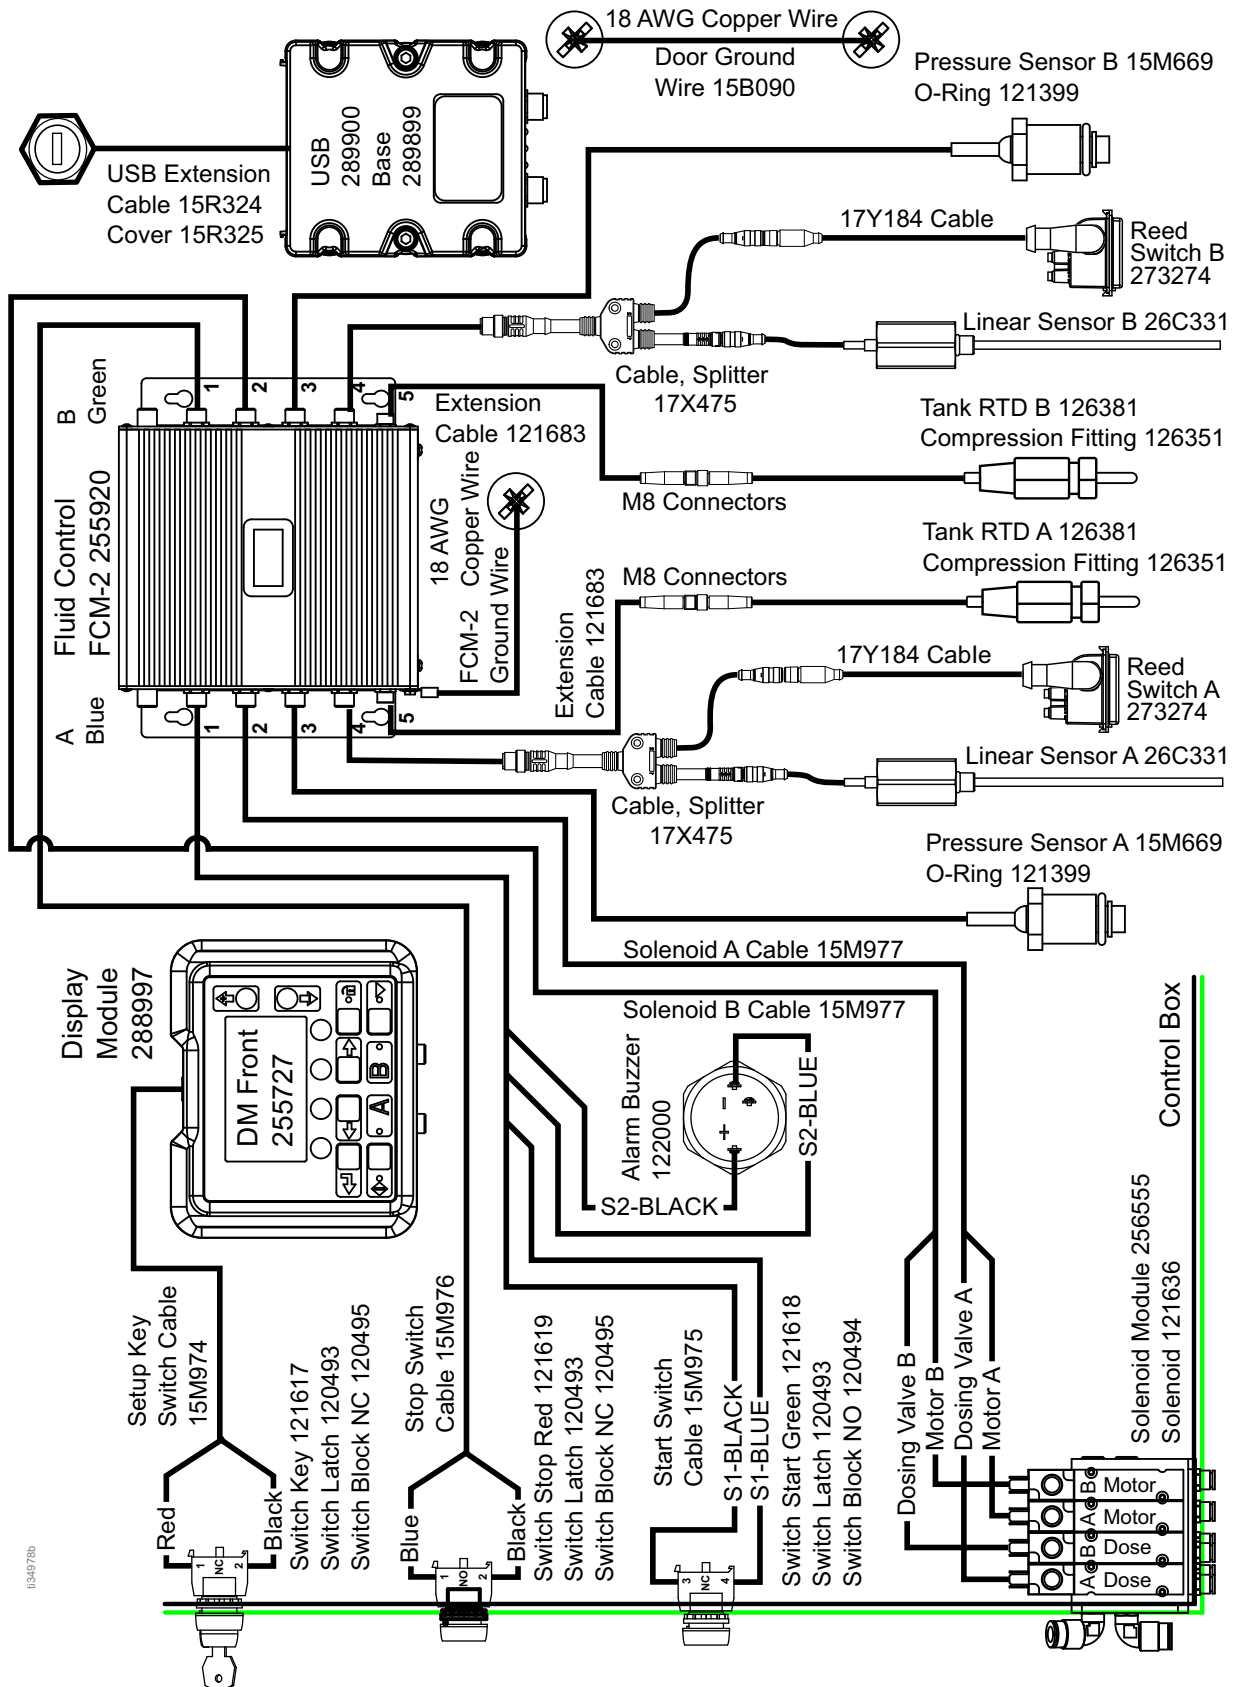 18 AWG Copper Wire
Door Ground
Wire 15B090
Pressure Sensor B 15M669
O-Ring 121399
USB
289900
Base
289899
USB Extension
Cable 15R324
Cover 15R325
17Y184 Cable
Reed
Switch B
273274
Linear Sensor B 26C331
Cable, Splitter
17X475
B
Green
1
2
3
4
5
Extension
Cable 121683
Tank RTD B 126381
Compression Fitting 126351
M8 Connectors
Fluid Control
FCM-2 255920
18 AWG
Copper Wire
FCM-2
Ground Wire
Tank RTD A 126381
Compression Fitting 126351
M8 Connectors
Extension
Cable 121683
A
Blue
1
2
3
4
5
17Y184 Cable
Reed
Switch A
273274
Linear Sensor A 26C331
Cable, Splitter
17X475
Pressure Sensor A 15M669
O-Ring 121399
Solenoid A Cable 15M977
Solenoid B Cable 15M977
Display
Module
288997
DM Front
255727
A
B
Alarm Buzzer
122000
+
–
S2-BLUE
S2-BLACK
Control Box
Setup Key
Switch Cable
15M974
Red
Black
1
NC
2
Switch Key 121617
Switch Latch 120493
Switch Block NC 120495
Stop Switch
Cable 15M976
Blue
Black
1
NO
2
Switch Stop Red 121619
Switch Latch 120493
Switch Block NC 120495
Start Switch
Cable 15M975
S1-BLACK
S1-BLUE
3
NC
4
Switch Start Green 121618
Switch Latch 120493
Switch Block NO 120494
Dosing Valve B
Motor B
Dosing Valve A
Motor A
Solenoid Module 256555
Solenoid 121636
B Motor
A Motor
B Dose
A Dose
ti34978b